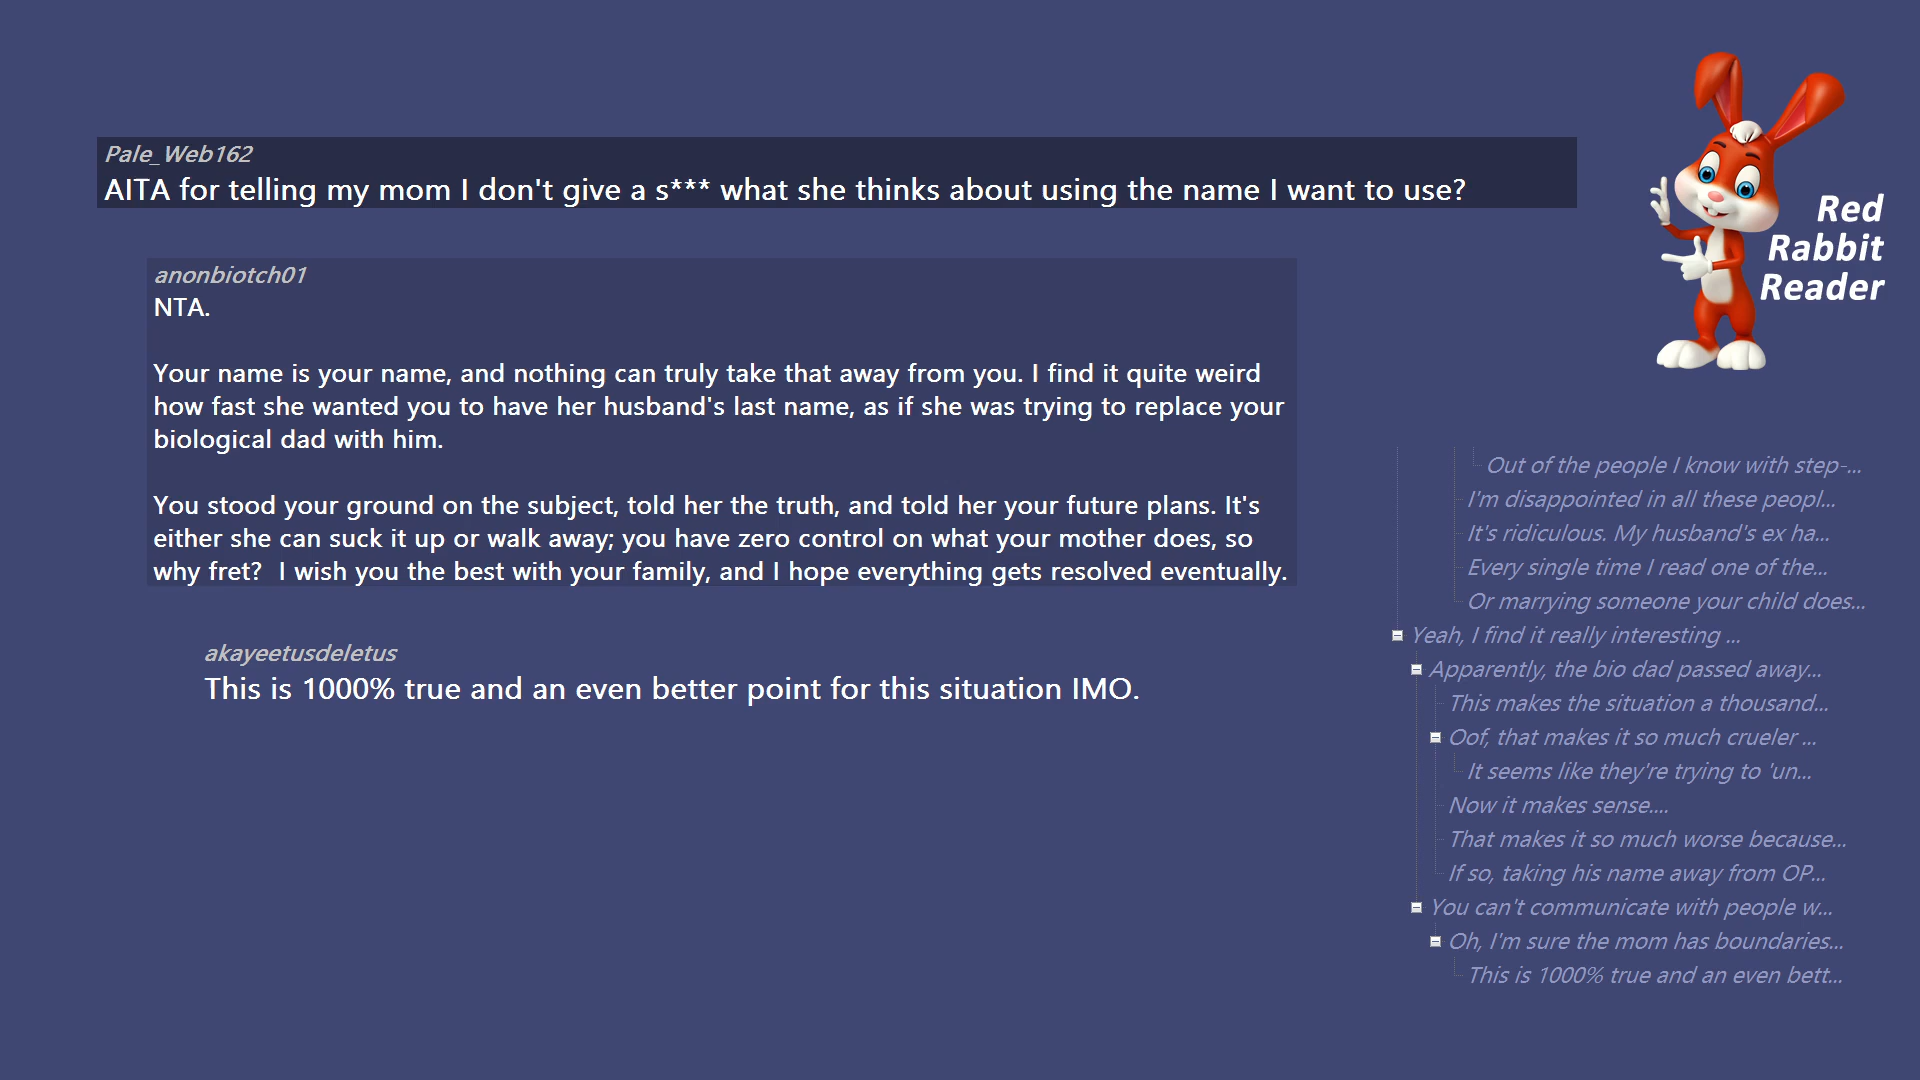 Pale_Web162
AITA for telling my mom I don't give a s*** what she thinks about using the name I want to use?
anonbiotch01
NTA.
Your name is your name, and nothing can truly take that away from you. I find it quite weird
how fast she wanted you to have her husband's last name, as if she was trying to replace your
biological dad with him.
You stood your ground on the subject, told her the truth, and told her your future plans. It's
either she can suck it up or walk away; you have zero control on what your mother does, so
why fret?  I wish you the best with your family, and I hope everything gets resolved eventually.
akayeetusdeletus
This is 1000% true and an even better point for this situation IMO.
Red
Rabbit
Reader
Out of the people I know with step-...
I'm disappointed in all these peopl...
It's ridiculous. My husband's ex ha...
Every single time I read one of the...
Or marrying someone your child does...
Yeah, I find it really interesting ...
Apparently, the bio dad passed away...
This makes the situation a thousand...
Oof, that makes it so much crueler ...
It seems like they're trying to 'un...
Now it makes sense....
That makes it so much worse because...
If so, taking his name away from OP...
You can't communicate with people w...
Oh, I'm sure the mom has boundaries...
This is 1000% true and an even bett...